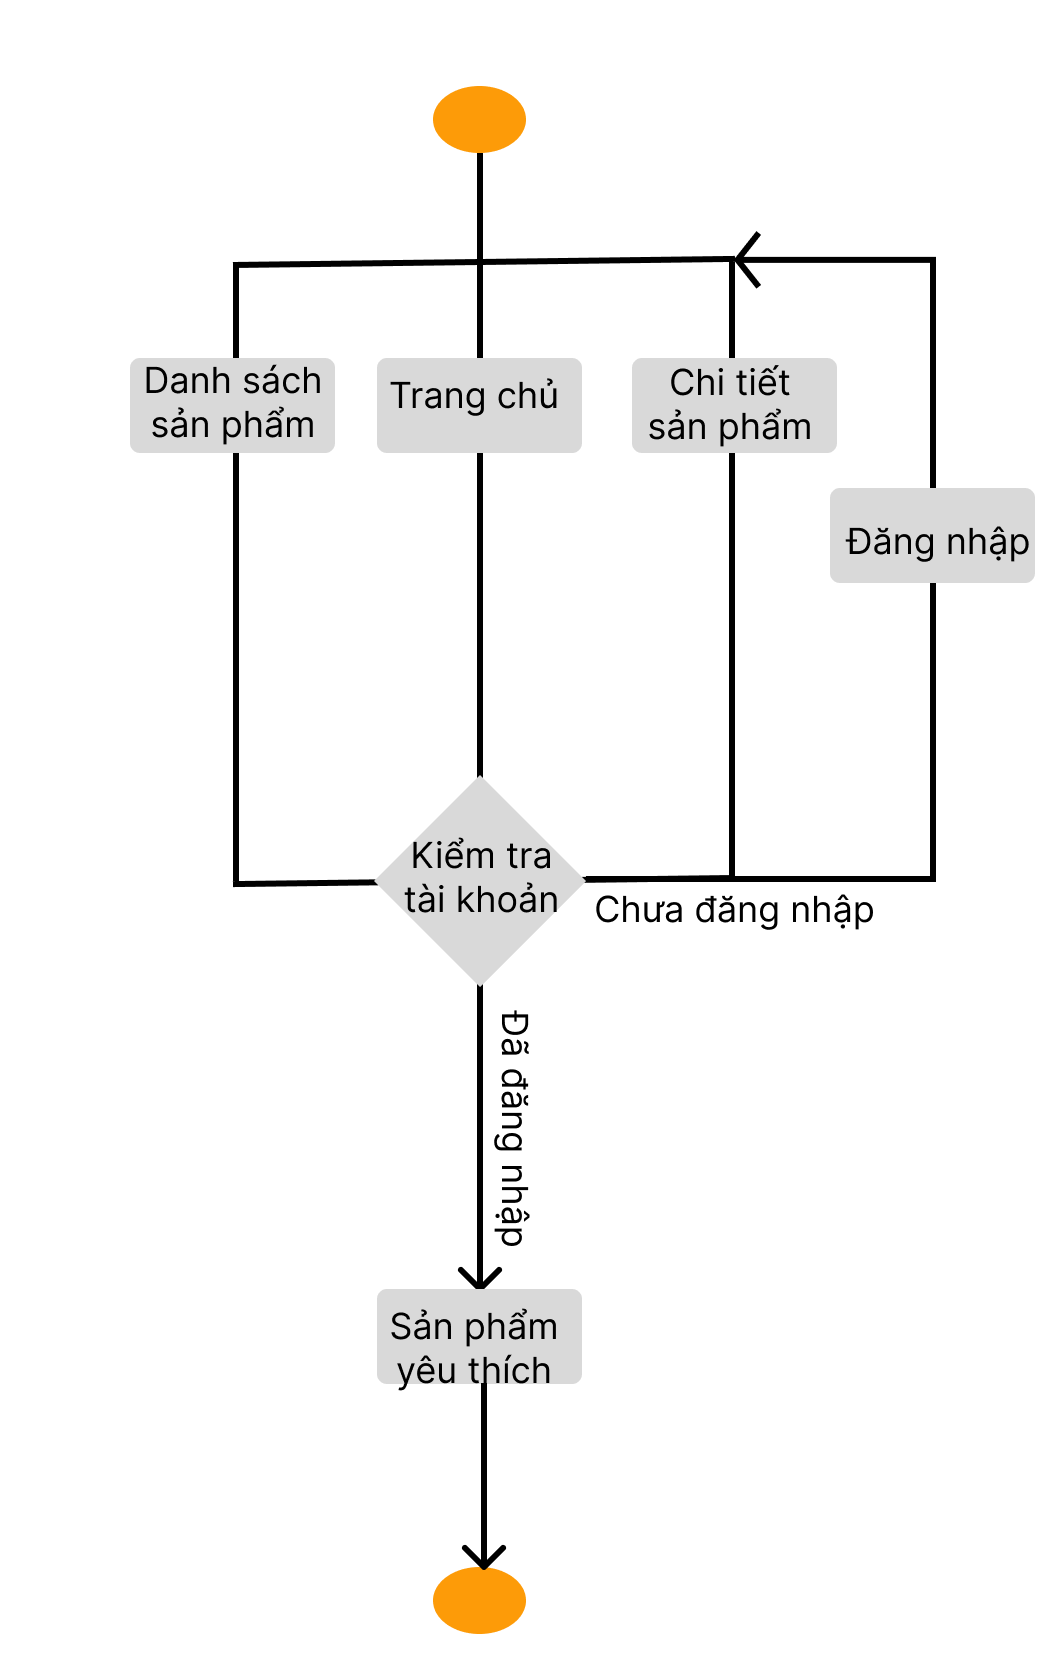 Danh sách
sản phẩm
Trang chủ
Chi tiết
sản phẩm
Đăng nhập
Kiểm tra
tài khoản
Chưa đăng nhập
Đã đăng nhập
Sản phẩm
yêu thích